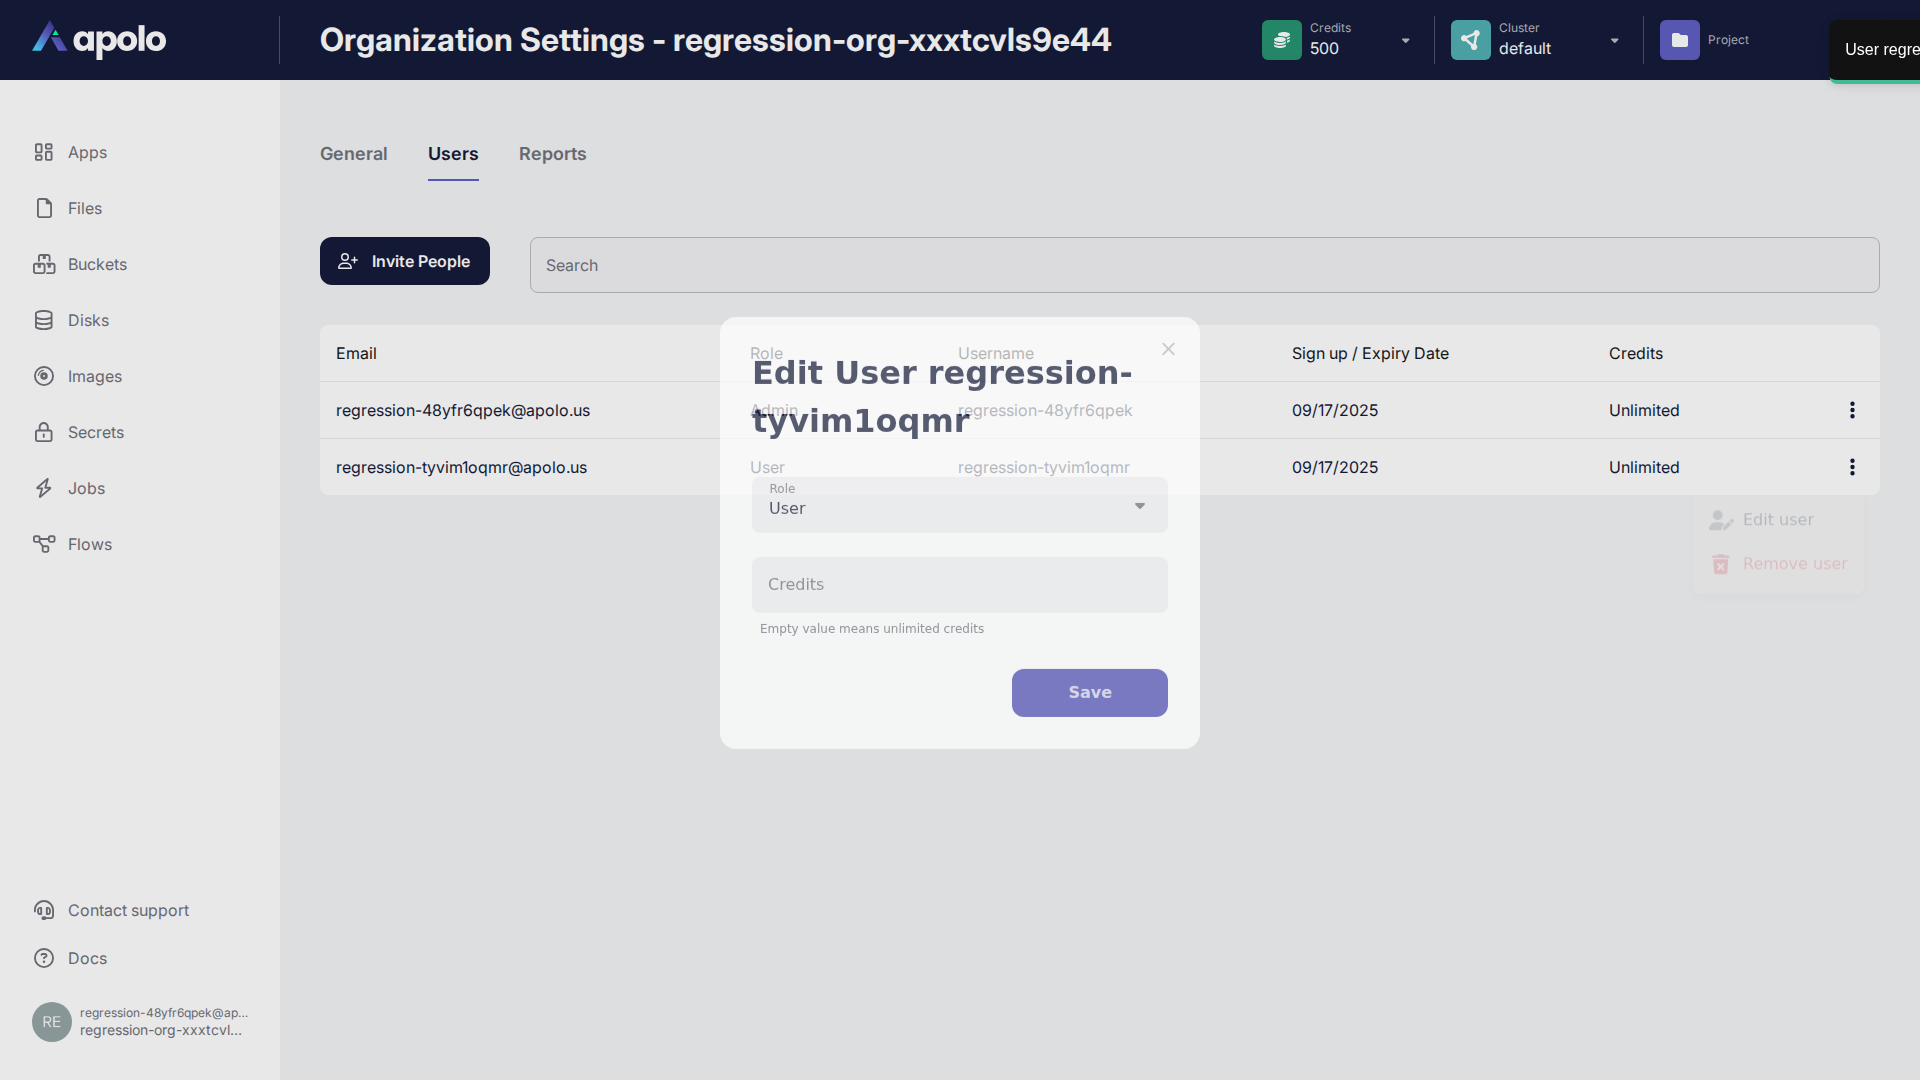 apolo
Organization Settings - regression-org-xxxtcvls9e44
Credits
500
Cluster
default
Project
User regre
Apps
Files
Buckets
Disks
Images
Secrets
Jobs
Flows
General Users Reports
Invite People
Search
Email Role Username Sign up / Expiry Date Credits
regression-48yfr6qpek@apolo.us Admin regression-48yfr6qpek 09/17/2025 Unlimited
regression-tyvim1oqmr@apolo.us User regression-tyvim1oqmr 09/17/2025 Unlimited
Edit User regression-
tyvim1oqmr
Role
User
Credits
Empty value means unlimited credits
Save
Edit user
Remove user
Contact support
Docs
RE
regression-48yfr6qpek@ap...
regression-org-xxxtcvl...